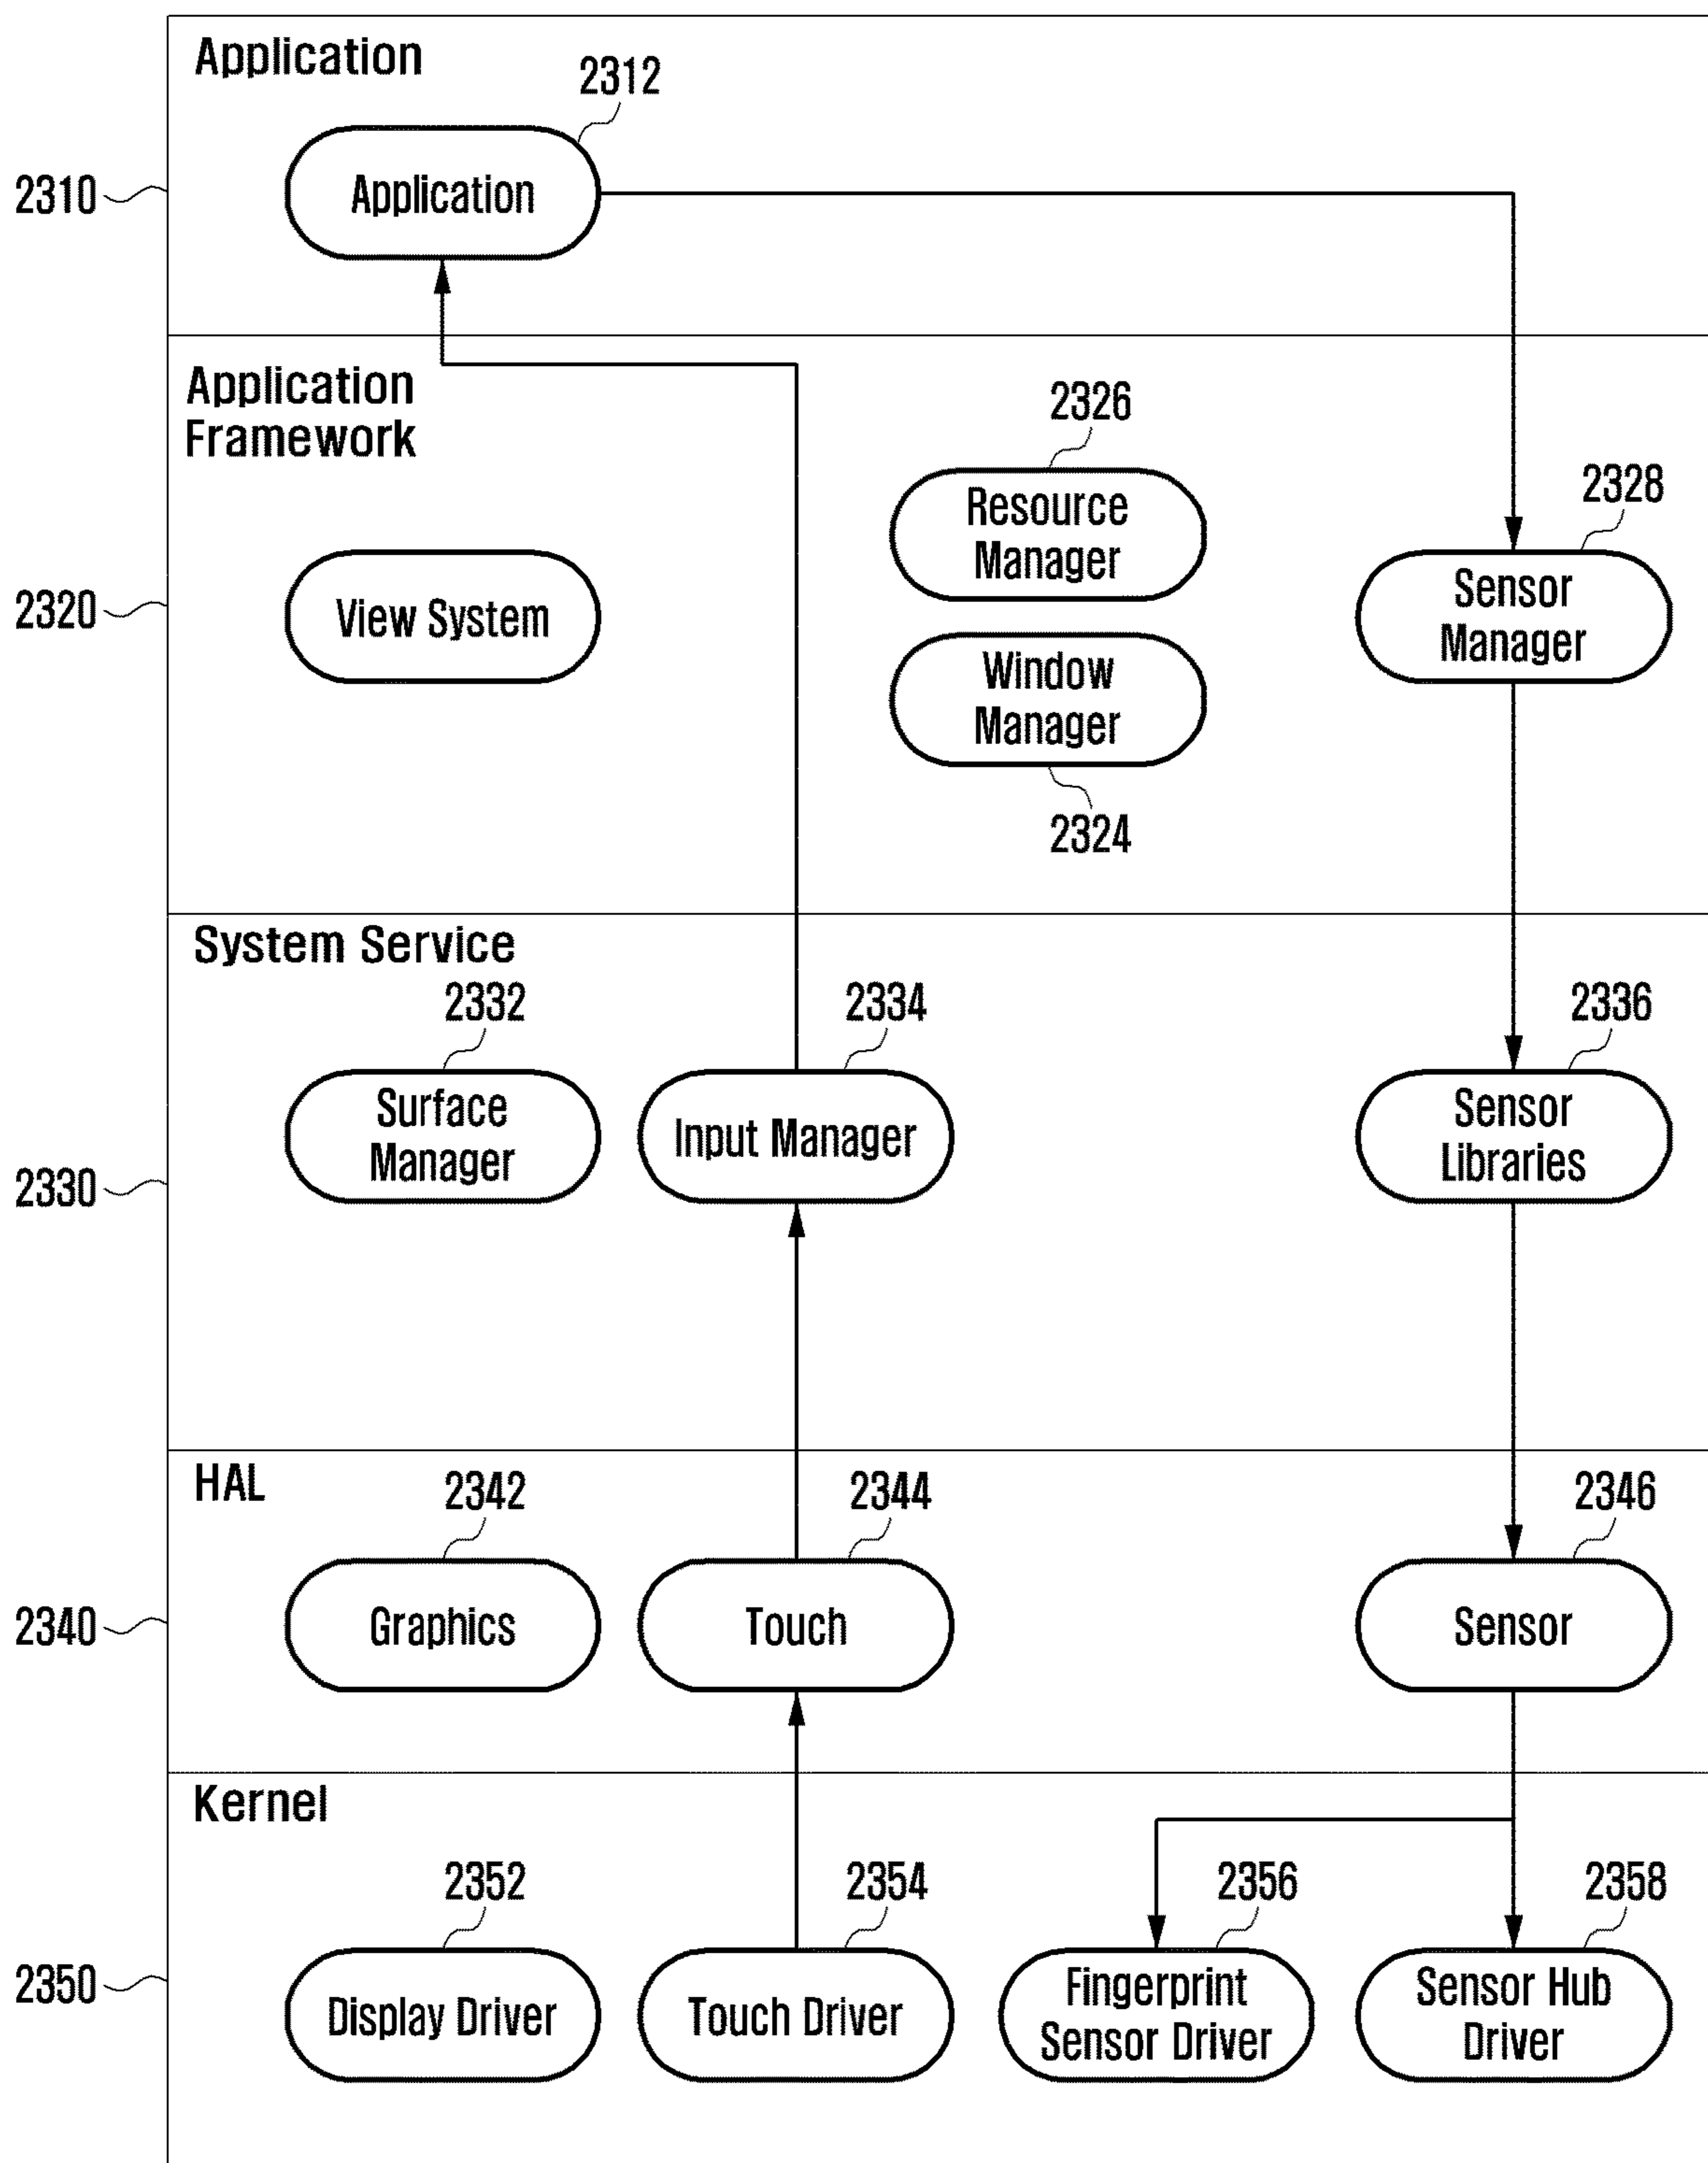 Application
2312
2310
Application
Application
Framework
2326
Resource
Manager
2328
Sensor
Manager
2320
View System
Window
Manager
2324
System Service
2332
2334
2336
Surface
Manager
Input Manager
Sensor
Libraries
2330
HAL
2342
2344
2346
2340
Graphics
Touch
Sensor
Kernel
2352
2354
2356
2358
2350
Display Driver
Touch Driver
Fingerprint
Sensor Driver
Sensor Hub
Driver